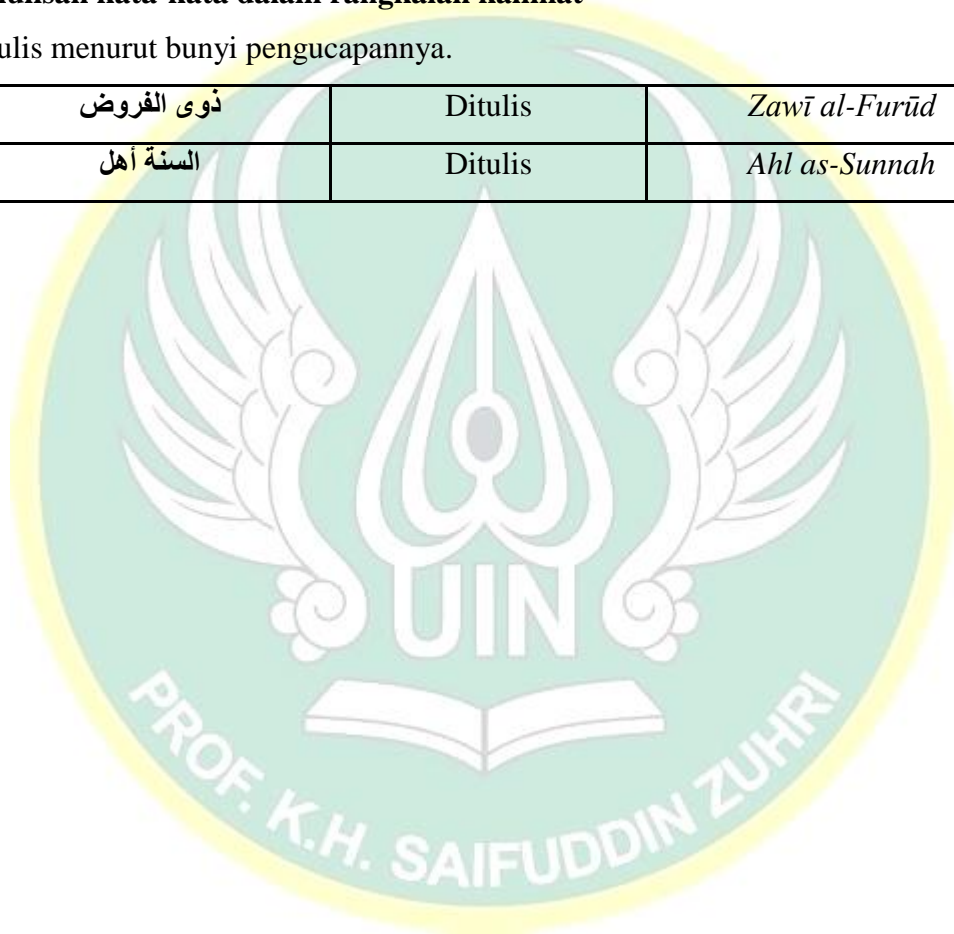 ulis menurut bunyi pengucapannya.
ذوى الفروض Ditulis Zawī al-Furūd
السنة أهل Ditulis Ahl as-Sunnah
UIN
PROF. K.H. SAIFUDDIN ZUHRI